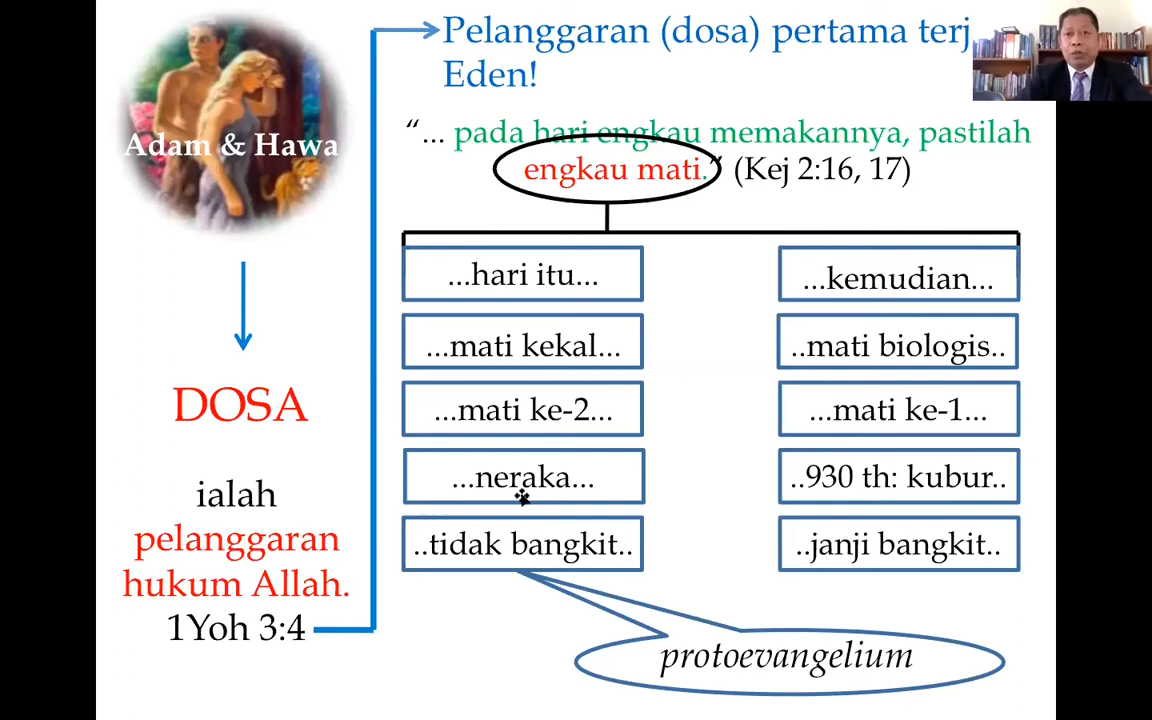 Pelanggaran (dosa) pertama
Eden!
Adam & Hawa
“... pada hari engkau memakannya, pastilah
engkau mati.” (Kej 2:16, 17)
...hari itu...
...kemudian...
...mati kekal...
..mati biologis..
DOSA
...mati ke-2...
...mati ke-1...
...neraka...
..930 th: kubur..
ialah
pelanggaran
hukum Allah.
1Yoh 3:4
..tidak bangkit..
..janji bangkit..
protoevangelium